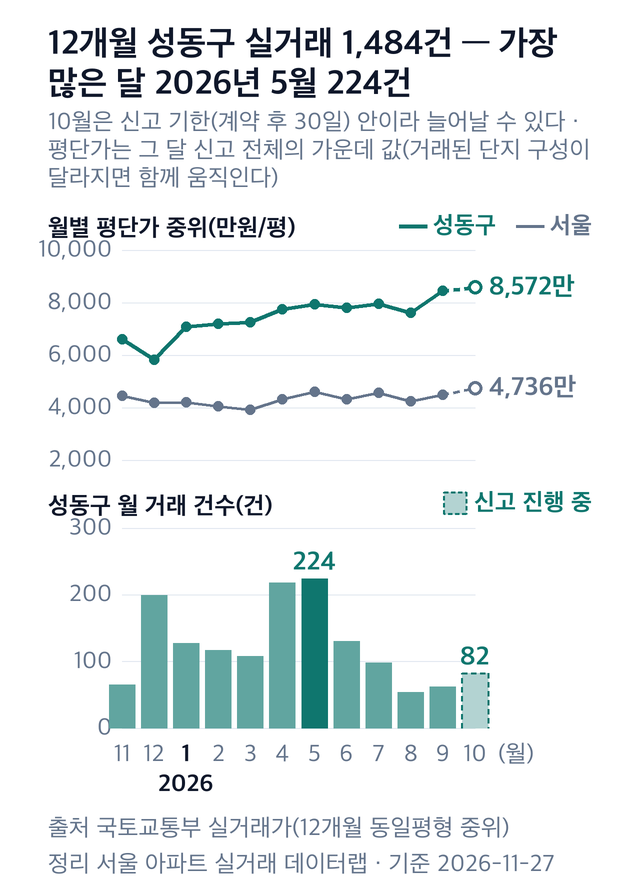 12개월 성동구 실거래 1,484건 — 가장
많은 달 2026년 5월 224건
10월은 신고 기한(계약 후 30일) 안이라 늘어날 수 있다 ·
평단가는 그 달 신고 전체의 가운데 값(거래된 단지 구성이
달라지면 함께 움직인다)
월별 평단가 중위(만원/평)
성동구
서울
10,000
8,000
6,000
4,000
2,000
8,572만
4,736만
성동구 월 거래 건수(건)
신고 진행 중
300
200
100
0
224
82
11 12 1 2 3 4 5 6 7 8 9 10 (월)
2026
출처 국토교통부 실거래가(12개월 동일평형 중위)
정리 서울 아파트 실거래 데이터랩 · 기준 2026-11-27